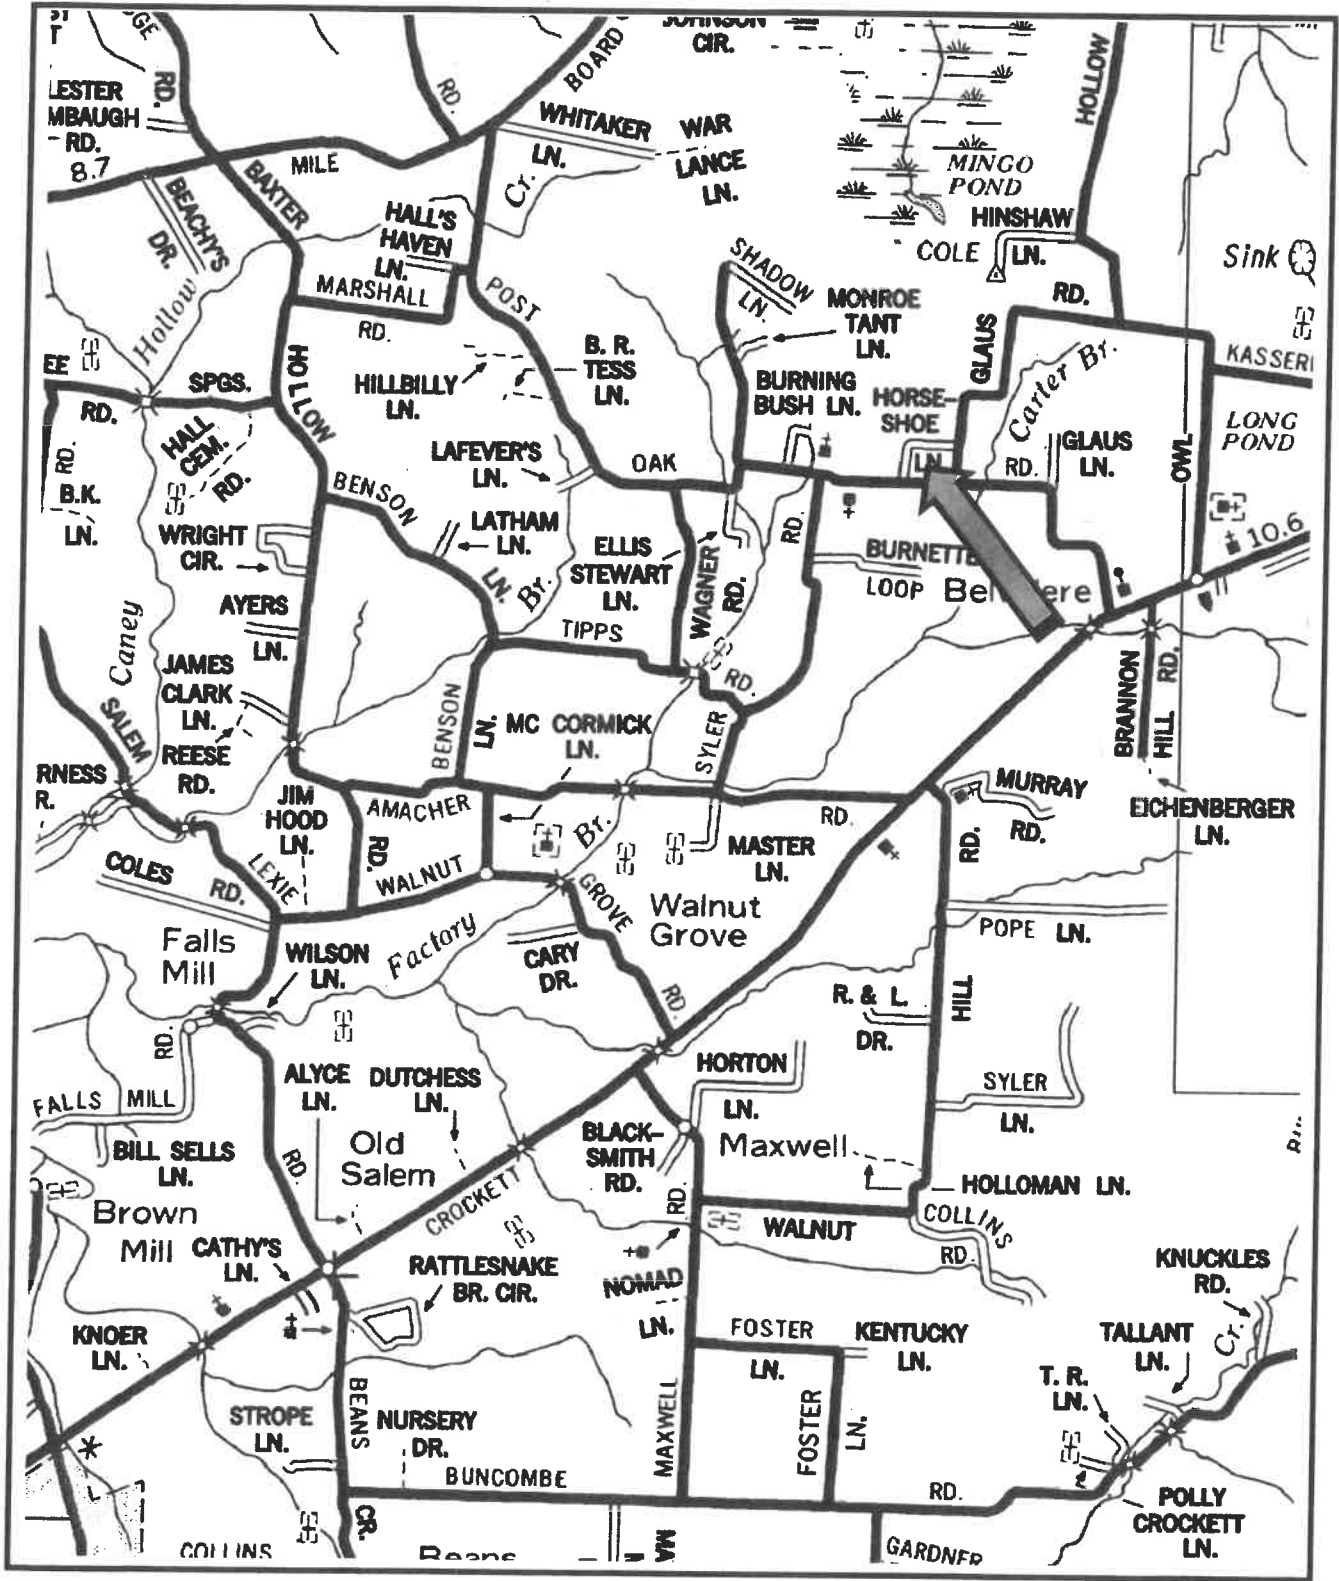 RD.
LESTER
MBAUGH
RD.
8.7
BEACHY'S
DR.
MILE
BAXTER
RD.
BOARD
JOHNSON
CIR.
WHITAKER
LN.
WAR
LANCE
LN.
Cr.
MINGO
POND
HOLLOW
HINSHAW
LN.
COLE
RD.
Sink
HALL'S
HAVEN
LN.
MARSHALL
RD.
POST
SHADOW
LN.
MONROE
TANT
LN.
GLAUS
Carter Br.
KASSERI
LONG
POND
OWL
Hollow
EE
RD.
SPGS.
HOLLOW
HALL
CEM.
RD.
HILLBILLY
LN.
B. R.
TESS
LN.
BURNING
BUSH LN.
HORSE-
SHOE
LN.
RD.
GLAUS
LN.
RD.
B.K.
LN.
LAFEVER'S
LN.
OAK
BENSON
LATHAM
LN.
LN.
Br.
WRIGHT
CIR.
ELLIS
STEWART
LN.
WAGNER
RD.
RD.
BURNETTE
LOOP
10.6
AYERS
LN.
TIPPS
RD.
Caney
JAMES
CLARK
LN.
REESE
RD.
SALEM
BENSON
LN.
MC CORMICK
LN.
SYLER
BRANNON
HILL RD.
RNESS
R.
JIM
HOOD
LN.
AMACHER
RD.
RD.
MURRAY
RD.
EICHENBERGER
LN.
COLES
RD.
LEXIE
WALNUT
GROVE
RD.
Br.
MASTER
LN.
RD.
Walnut
Grove
POPE LN.
Falls
Mill
WILSON
LN.
Factory
CARY
DR.
R. & L.
DR.
HILL
RD.
FALLS MILL
ALYCE
LN.
DUTCHESS
LN.
HORTON
LN.
SYLER
LN.
BILL SELLS
LN.
RD.
Old
Salem
BLACK-
SMITH
RD.
Maxwell
HOLLOMAN LN.
Brown
Mill
CROCKETT
RD.
WALNUT
COLLINS
RD.
CATHY'S
LN.
RATTLESNAKE
BR. CIR.
NOMAD
LN.
KNUCKLES
RD.
KNOER
LN.
FOSTER
LN.
KENTUCKY
LN.
TALLANT
LN.
Cr.
T. R.
LN.
STROPE
LN.
BEANS
NURSERY
DR.
MAXWELL
FOSTER
LN.
BUNCOMBE
RD.
POLLY
CROCKETT
LN.
CR.
COLLINS
Beans
MA
GARDNER